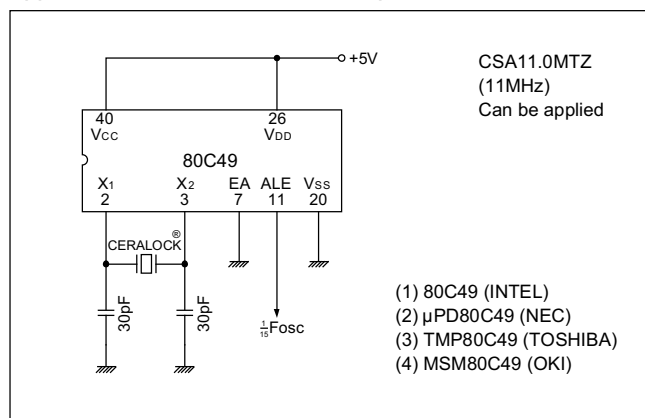 +5V
CSA11.0MTZ
(11MHz)
Can be applied
40 26
VCC VDD
80C49
X1 X2 EA ALE VSS
2 3 7 11 20
CERALOCK®
30pF 30pF
1/15 Fosc
(1) 80C49 (INTEL)
(2) µPD80C49 (NEC)
(3) TMP80C49 (TOSHIBA)
(4) MSM80C49 (OKI)